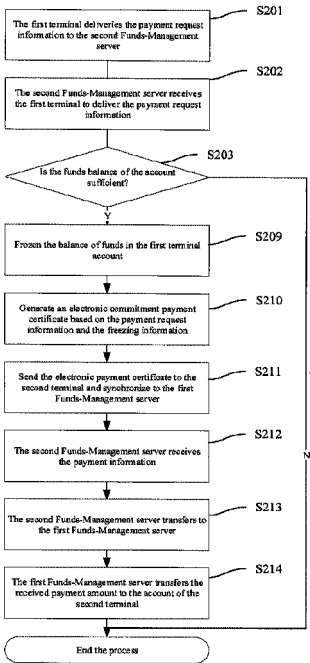 S201
The first terminal deliveries the payment request
information to the second Funds-Management
server
S202
The second Funds-Management server receives
the first terminal to deliver the payment request
information
S203
Is the funds balance of the account
sufficient?
Y
S209
Frozen the balance of funds in the first terminal
account
S210
Generate an electronic commitment payment
certificate based on the payment request
information and the freezing information
S211
Send the electronic payment certificate to the
second terminal and synchronize to the first
Funds-Management server
S212
The second Funds-Management server receives
the payment information
N
S213
The second Funds-Management server transfers to
the first Funds-Management server
S214
The first Funds-Management server transfers the
received payment amount to the account of the
second terminal
End the process